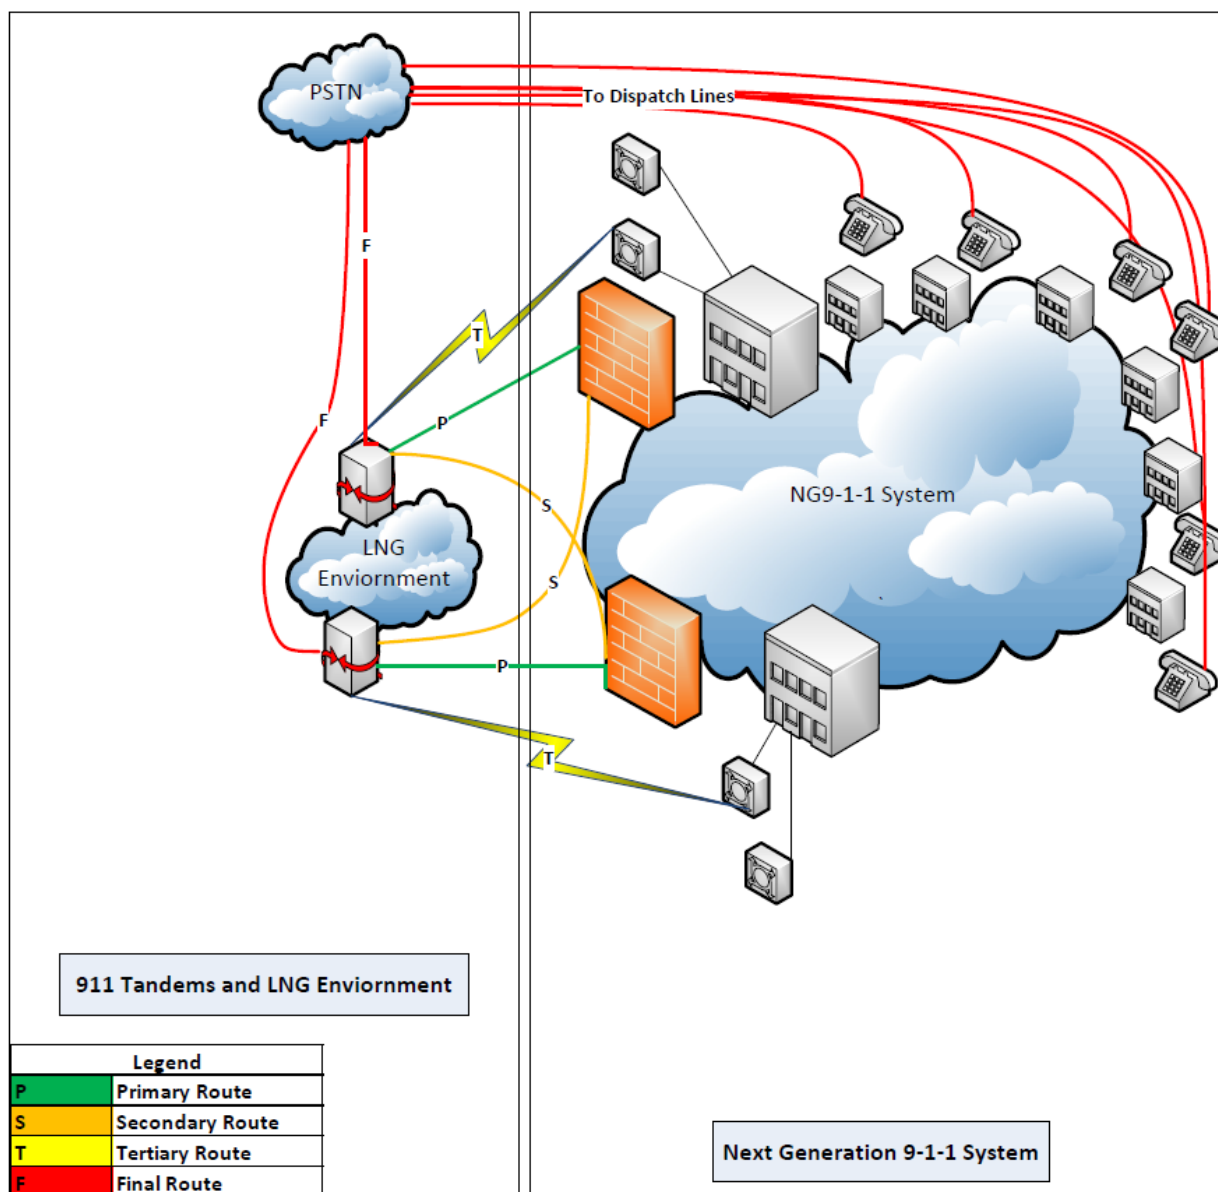 PSTN
To Dispatch Lines
F
T
P
F
S
NG9-1-1 System
LNG
Enviornment
S
P
T
911 Tandems and LNG Enviornment
Legend
P Primary Route
S Secondary Route
T Tertiary Route
F Final Route
Next Generation 9-1-1 System